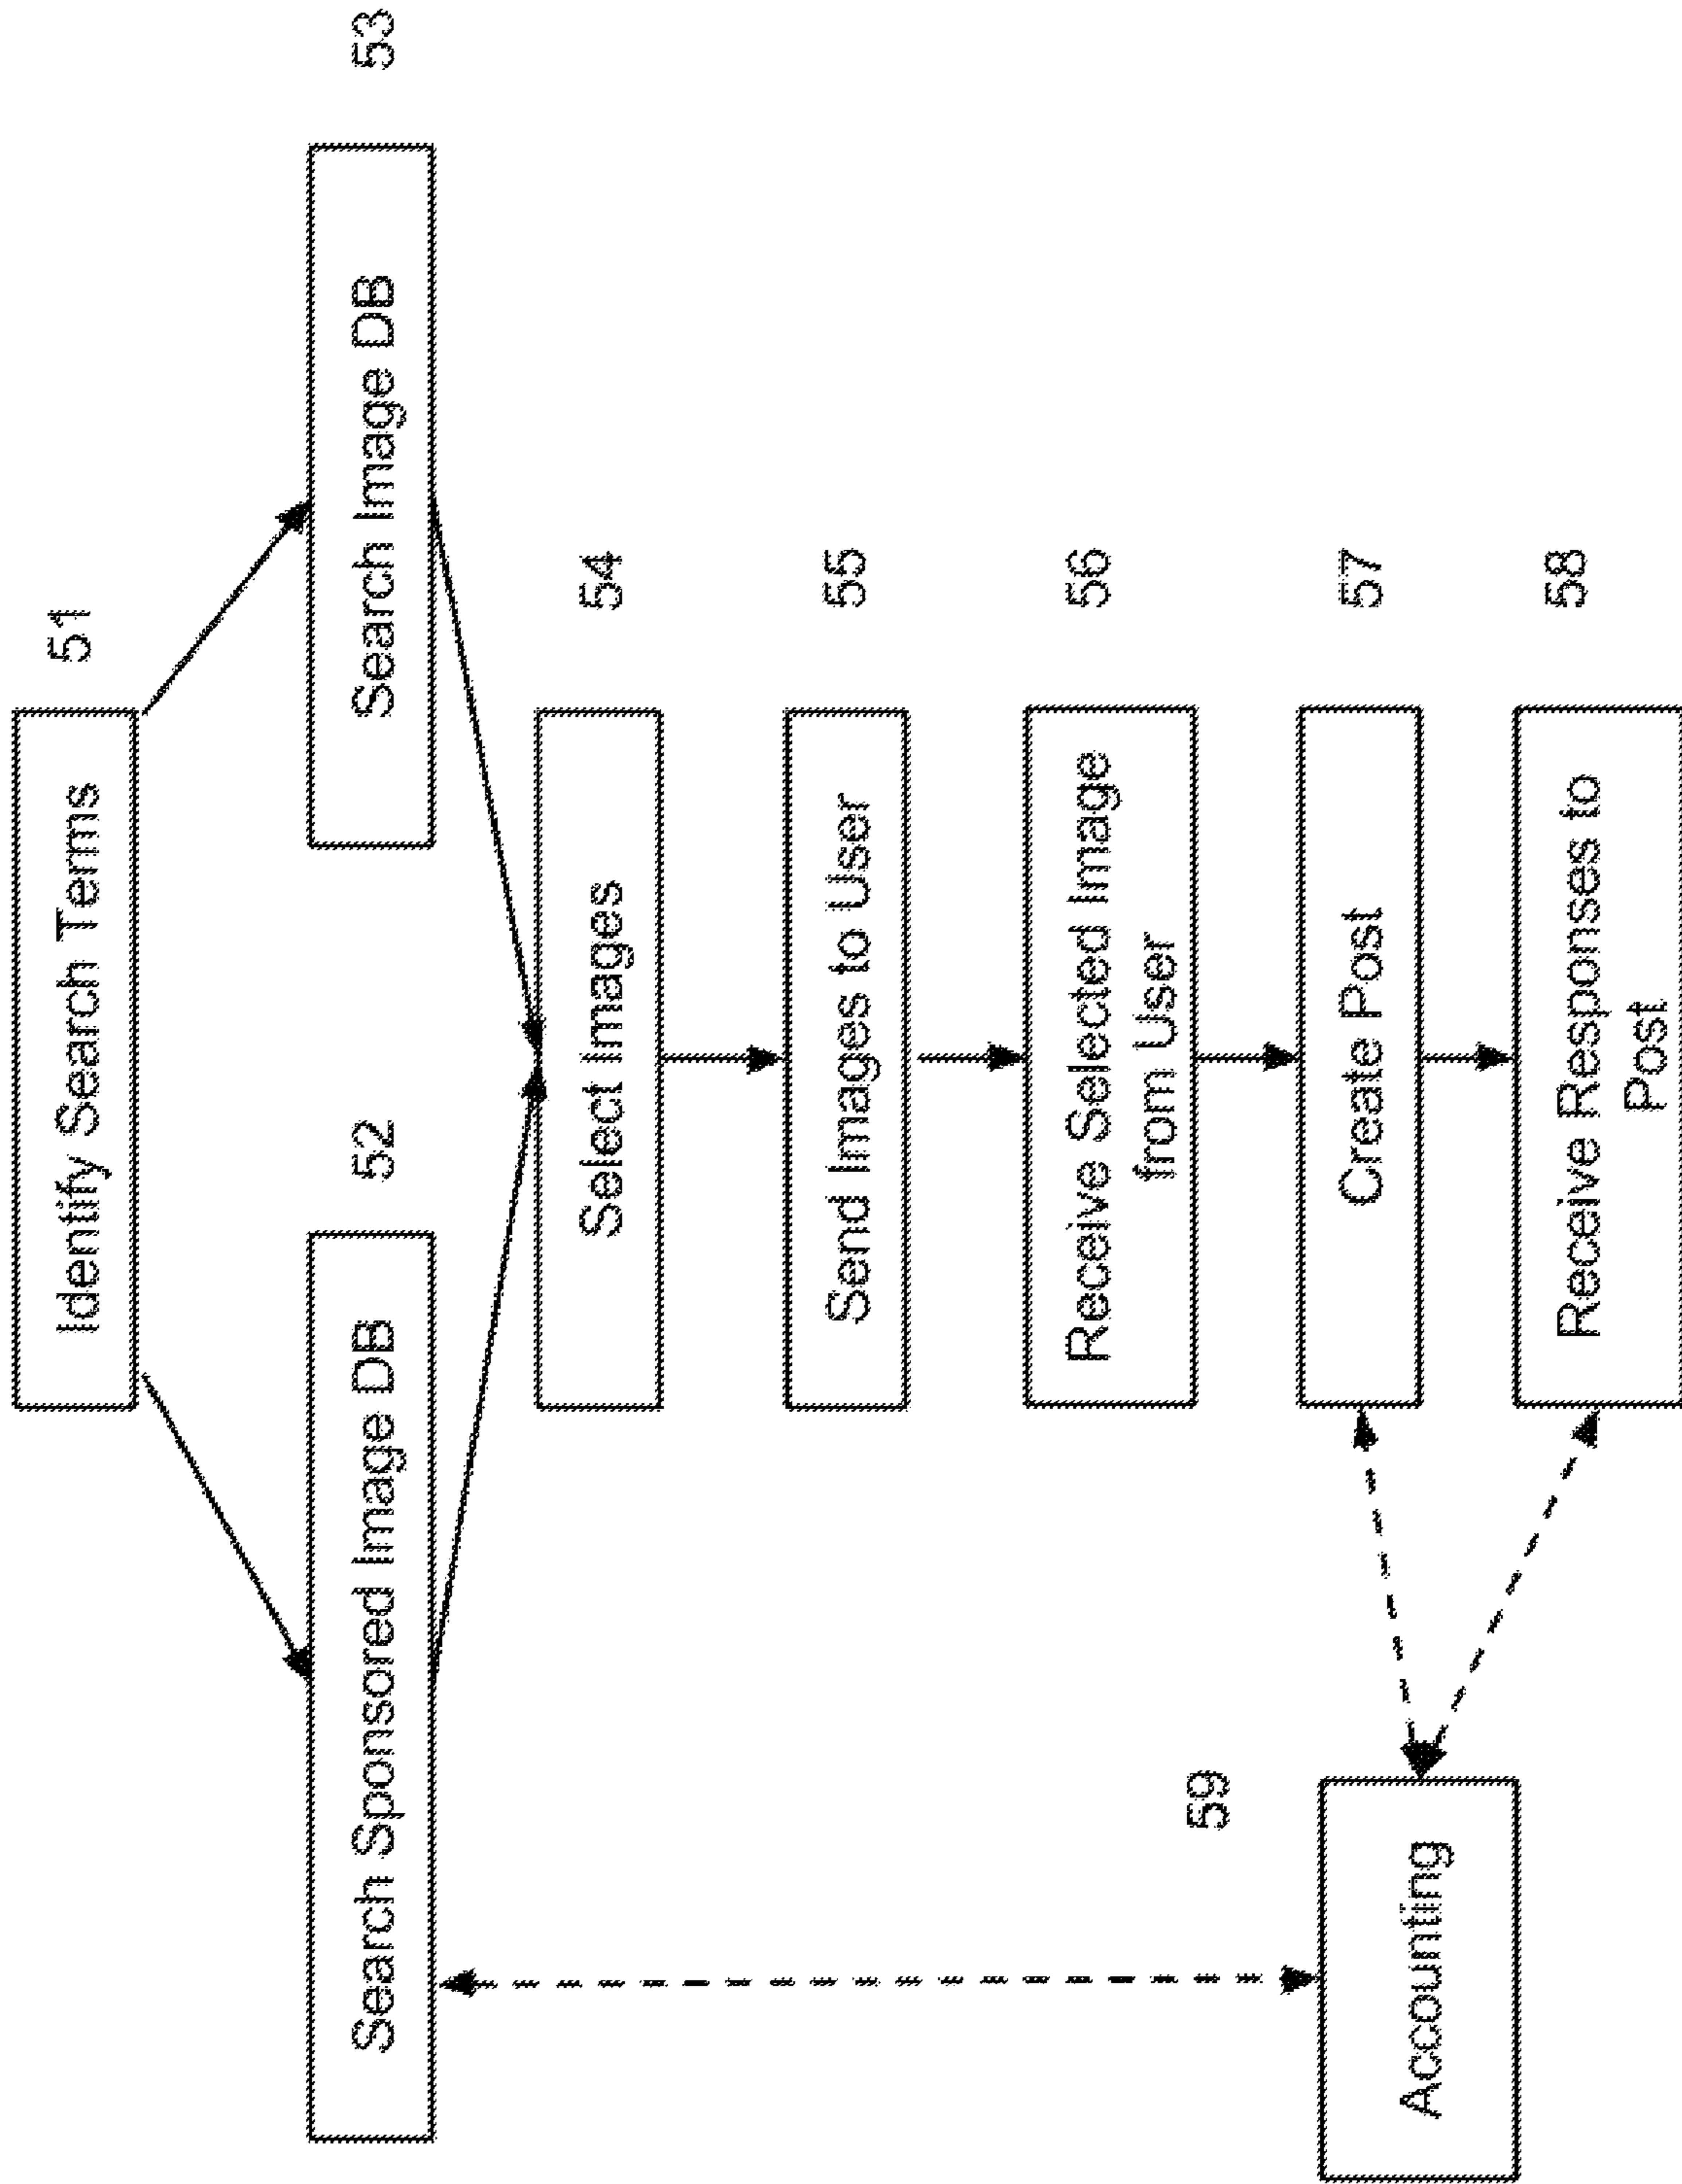 Identify Search Terms
51
Search Sponsored Image DB
52
Search Image DB
53
Select Images
54
Send Images to User
55
Receive Selected Image
from User
56
Create Post
57
Receive Responses to
Post
58
Accounting
59